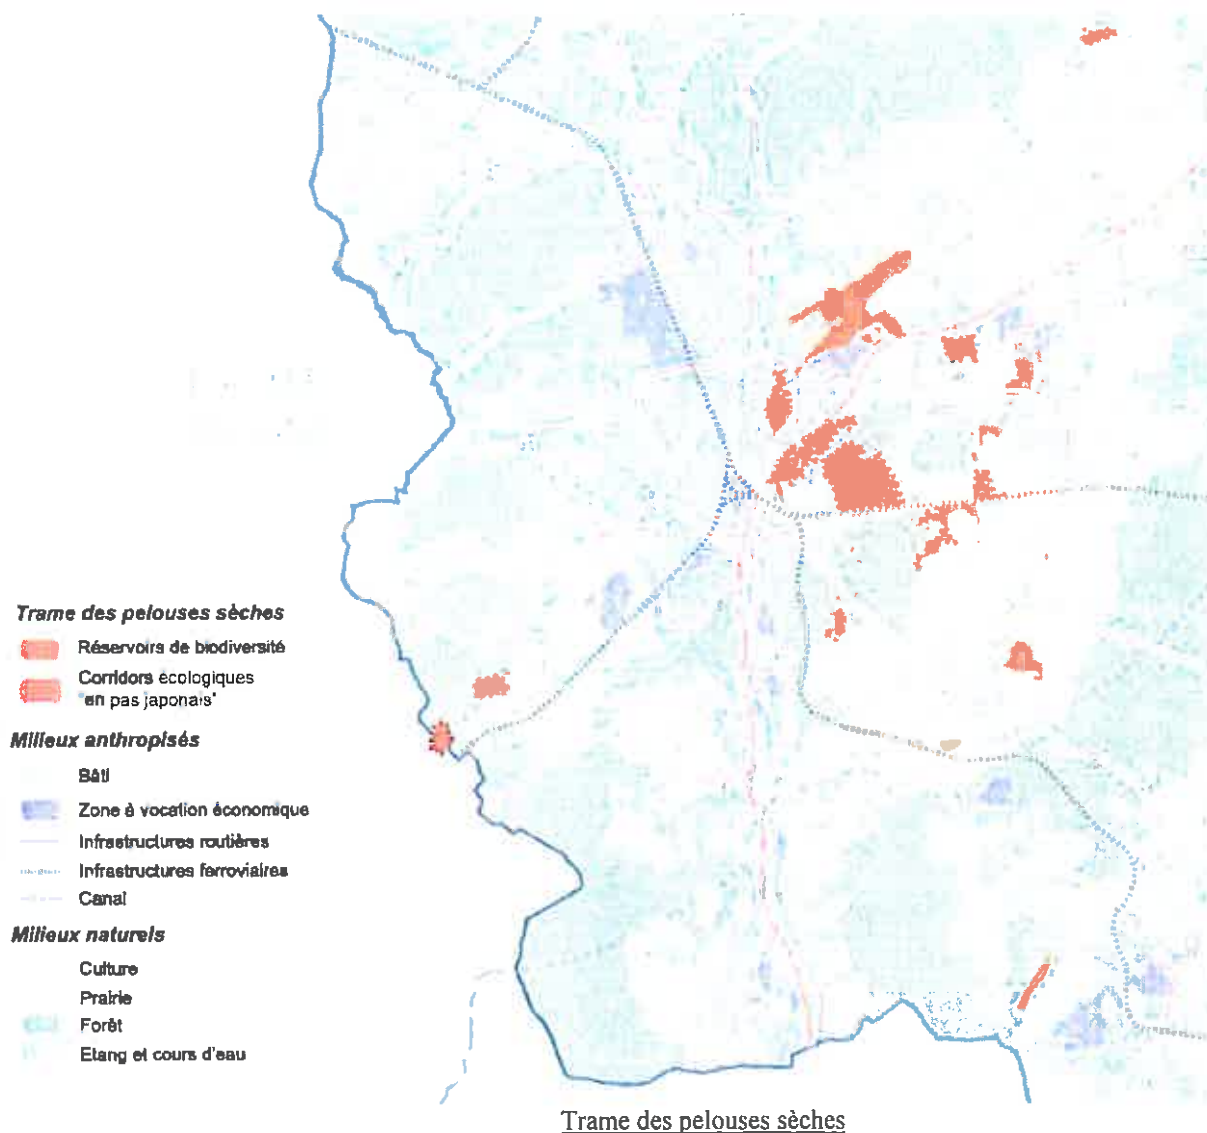 Trame des pelouses sèches
Réservoirs de biodiversité
Corridors écologiques
"en pas japonais"
Milieux anthropisés
Bâti
Zone à vocation économique
Infrastructures routières
Infrastructures ferroviaires
Canal
Milieux naturels
Culture
Prairie
Forêt
Etang et cours d'eau
Trame des pelouses sèches